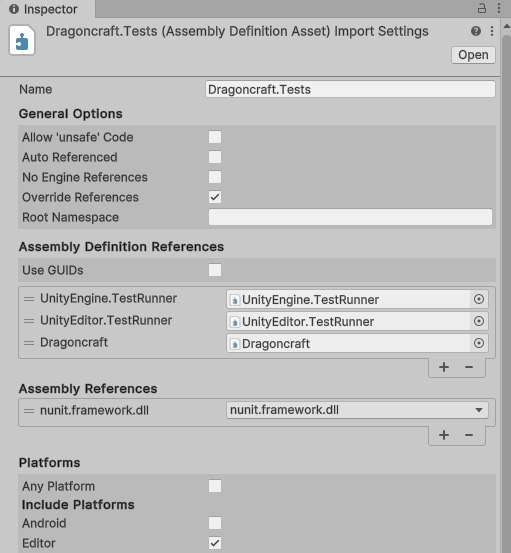 Inspector
Dragoncraft.Tests (Assembly Definition Asset) Import Settings
Open
Name Dragoncraft.Tests
General Options
Allow 'unsafe' Code
Auto Referenced
No Engine References
Override References
Root Namespace
Assembly Definition References
Use GUIDs
UnityEngine.TestRunner UnityEngine.TestRunner
UnityEditor.TestRunner UnityEditor.TestRunner
Dragoncraft Dragoncraft
Assembly References
nunit.framework.dll nunit.framework.dll
Platforms
Any Platform
Include Platforms
Android
Editor